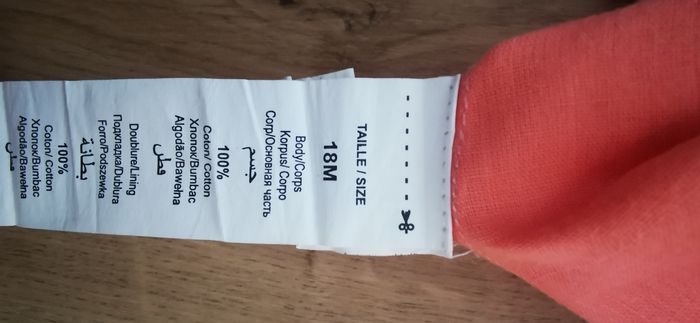 TAILLE / SIZE
18M
Body/Corps
Korpus/ Corpo
Corp/Основная часть
جسم
100%
Coton/ Cotton
Хлопок/Bumbac
Algodão/Bawełna
قطن
Doublure/Lining
Подкладка/Dublura
Forro/Podszewka
بطانة
100%
Coton/ Cotton
Хлопок/Bumbac
Algodão/Bawełna
قطن